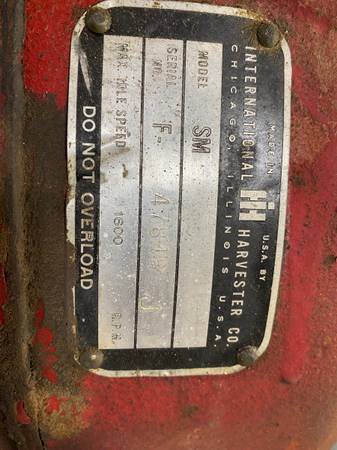 MADE IN U.S.A. BY
INTERNATIONAL IH HARVESTER CO.
CHICAGO, ILLINOIS U.S.A.
MODEL SM
SERIAL NO. F-
MAX. IDLE SPEED 1600 R.P.M.
DO NOT OVERLOAD